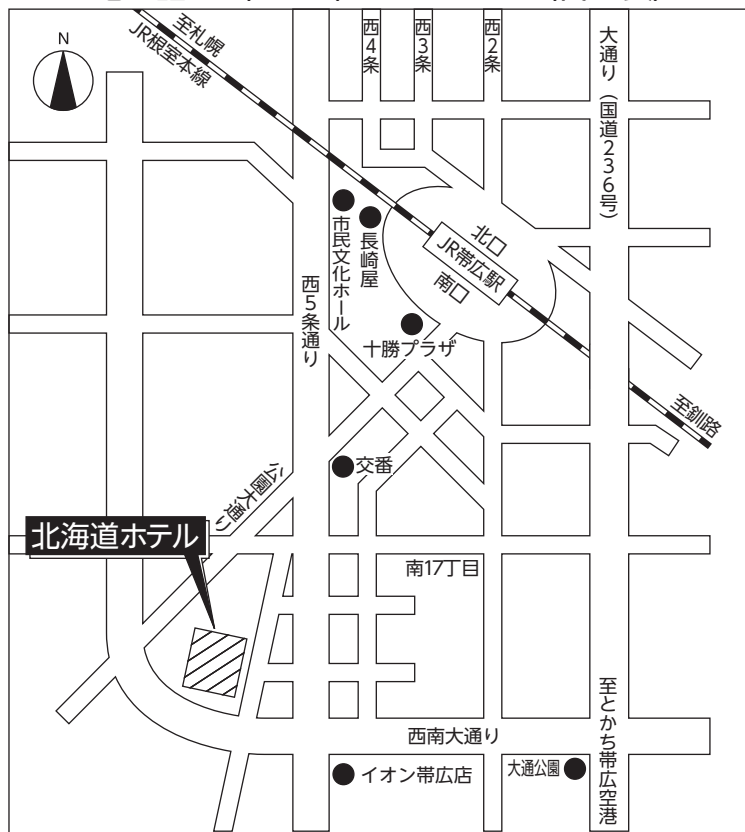 N
至札幌
JR根室本線
西4条
西3条
西2条
大通り(国道236号)
市民文化ホール
長崎屋
北口
JR帯広駅
南口
西5条通り
十勝プラザ
至釧路
交番
公園大通り
北海道ホテル
南17丁目
西南大通り
至とかち帯広空港
イオン帯広店
大通公園